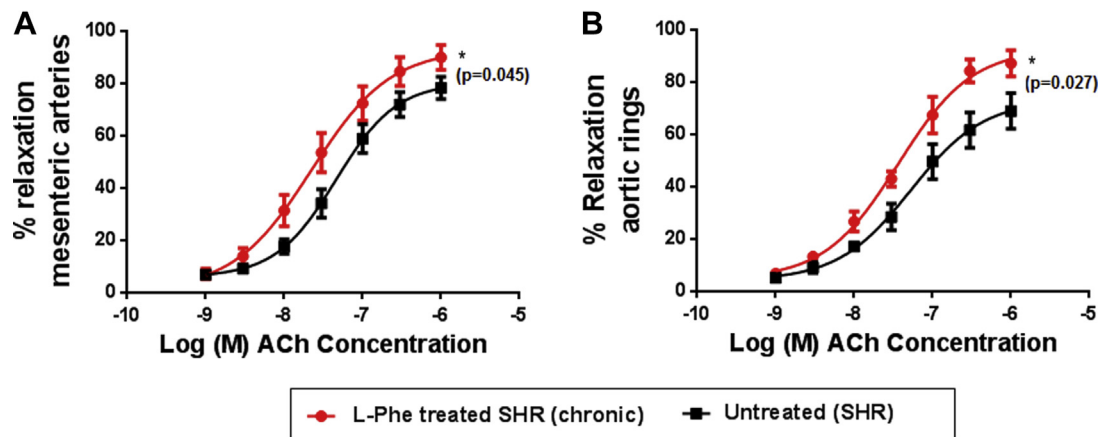 A
% relaxation
mesenteric arteries
100
80
60
40
20
0
-10 -9 -8 -7 -6 -5
Log (M) ACh Concentration
*
(p=0.045)
B
% Relaxation
aortic rings
100
80
60
40
20
0
-10 -9 -8 -7 -6 -5
Log (M) ACh Concentration
*
(p=0.027)
L-Phe treated SHR (chronic) Untreated (SHR)